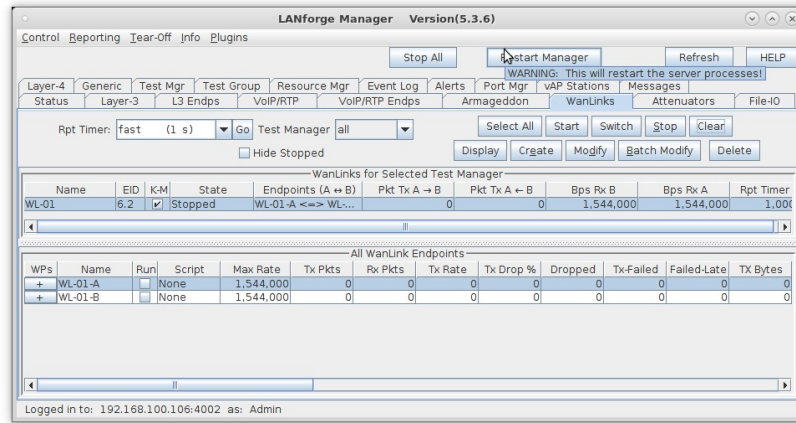 LANforge Manager Version(5.3.6)
Control Reporting Tear-Off Info Plugins
Stop All Restart Manager Refresh HELP
WARNING: This will restart the server processes!
Layer-4 Generic Test Mgr Test Group Resource Mgr Event Log Alerts Port Mgr vAP Stations Messages
Status Layer-3 L3 Endps VoIP/RTP VoIP/RTP Endps Armageddon WanLinks Attenuators File-IO
Rpt Timer: fast (1 s) Go Test Manager all Select All Start Switch Stop Clear
Hide Stopped Display Create Modify Batch Modify Delete
WanLinks for Selected Test Manager
Name EID K-M State Endpoints (A ↔ B) Pkt Tx A → B Pkt Tx A ← B Bps Rx B Bps Rx A Rpt Timer
WL-01 6.2 Stopped WL-01-A <=> WL-... 0 0 1,544,000 1,544,000 1,000
All WanLink Endpoints
WPs Name Run Script Max Rate Tx Pkts Rx Pkts Tx Rate Tx Drop % Dropped Tx-Failed Failed-Late TX Bytes
+ WL-01-A None 1,544,000 0 0 0 0 0 0 0 0
+ WL-01-B None 1,544,000 0 0 0 0 0 0 0 0
Logged in to: 192.168.100.106:4002 as: Admin